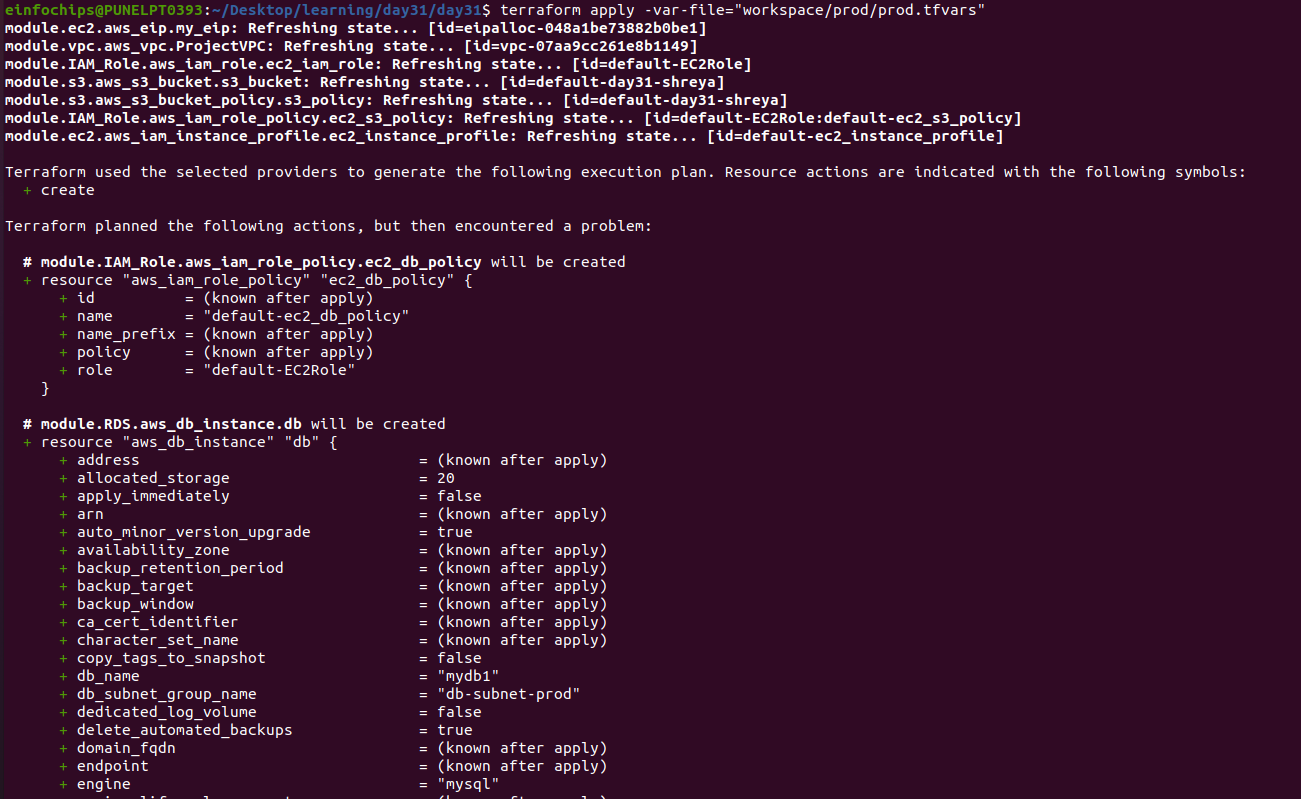 einfochips@PUNELPT0393:~/Desktop/learning/day31/day31$ terraform apply -var-file="workspace/prod/prod.tfvars"
module.ec2.aws_eip.my_eip: Refreshing state... [id=eipalloc-048a1be73882b0be1]
module.vpc.aws_vpc.ProjectVPC: Refreshing state... [id=vpc-07aa9cc261e8b1149]
module.IAM_Role.aws_iam_role.ec2_iam_role: Refreshing state... [id=default-EC2Role]
module.s3.aws_s3_bucket.s3_bucket: Refreshing state... [id=default-day31-shreya]
module.s3.aws_s3_bucket_policy.s3_policy: Refreshing state... [id=default-day31-shreya]
module.IAM_Role.aws_iam_role_policy.ec2_s3_policy: Refreshing state... [id=default-EC2Role:default-ec2_s3_policy]
module.ec2.aws_iam_instance_profile.ec2_instance_profile: Refreshing state... [id=default-ec2_instance_profile]
Terraform used the selected providers to generate the following execution plan. Resource actions are indicated with the following symbols:
+ create
Terraform planned the following actions, but then encountered a problem:
# module.IAM_Role.aws_iam_role_policy.ec2_db_policy will be created
+ resource "aws_iam_role_policy" "ec2_db_policy" {
+ id = (known after apply)
+ name = "default-ec2_db_policy"
+ name_prefix = (known after apply)
+ policy = (known after apply)
+ role = "default-EC2Role"
}
# module.RDS.aws_db_instance.db will be created
+ resource "aws_db_instance" "db" {
+ address = (known after apply)
+ allocated_storage = 20
+ apply_immediately = false
+ arn = (known after apply)
+ auto_minor_version_upgrade = true
+ availability_zone = (known after apply)
+ backup_retention_period = (known after apply)
+ backup_target = (known after apply)
+ backup_window = (known after apply)
+ ca_cert_identifier = (known after apply)
+ character_set_name = (known after apply)
+ copy_tags_to_snapshot = false
+ db_name = "mydb1"
+ db_subnet_group_name = "db-subnet-prod"
+ dedicated_log_volume = false
+ delete_automated_backups = true
+ domain_fqdn = (known after apply)
+ endpoint = (known after apply)
+ engine = "mysql"